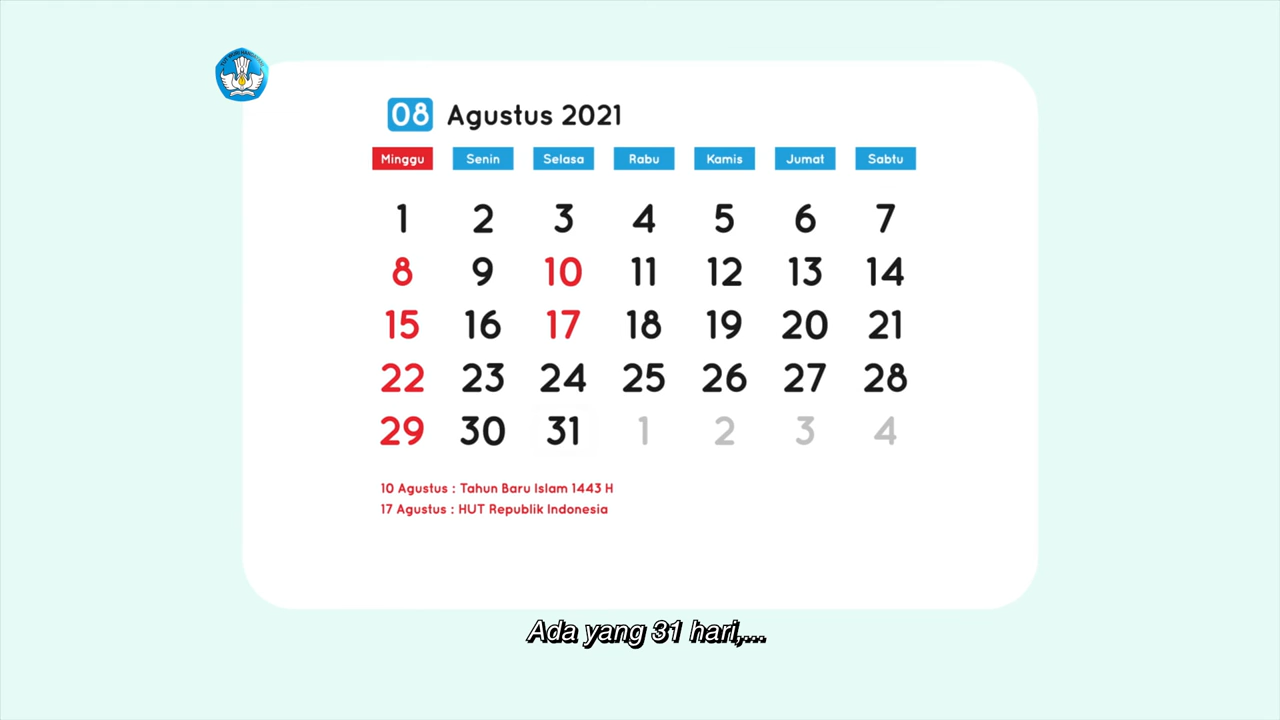 08 Agustus 2021
Minggu Senin Selasa Rabu Kamis Jumat Sabtu
1 2 3 4 5 6 7
8 9 10 11 12 13 14
15 16 17 18 19 20 21
22 23 24 25 26 27 28
29 30 31 1 2 3 4
10 Agustus : Tahun Baru Islam 1443 H
17 Agustus : HUT Republik Indonesia
Ada yang 31 hari,...